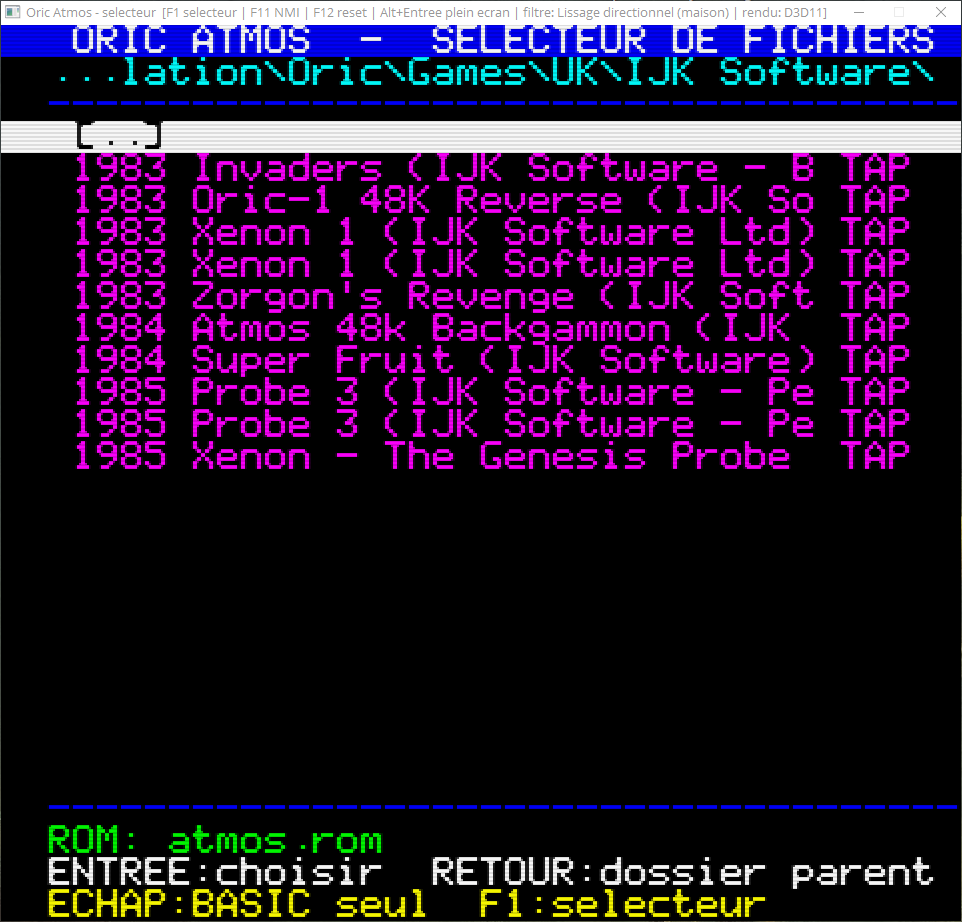 Oric Atmos - selecteur [F1 selecteur | F11 NMI | F12 reset | Alt+Entree plein ecran | filtre: Lissage directionnel (maison) | rendu: D3D11]
ORIC ATMOS - SELECTEUR DE FICHIERS
...lation\Oric\Games\UK\IJK Software\
[..]
1983 Invaders (IJK Software - B TAP
1983 Oric-1 48K Reverse (IJK So TAP
1983 Xenon 1 (IJK Software Ltd) TAP
1983 Xenon 1 (IJK Software Ltd) TAP
1983 Zorgon's Revenge (IJK Soft TAP
1984 Atmos 48k Backgammon (IJK TAP
1984 Super Fruit (IJK Software) TAP
1985 Probe 3 (IJK Software - Pe TAP
1985 Probe 3 (IJK Software - Pe TAP
1985 Xenon - The Genesis Probe TAP
ROM: atmos.rom
ENTREE:choisir RETOUR:dossier parent
ECHAP:BASIC seul F1:selecteur